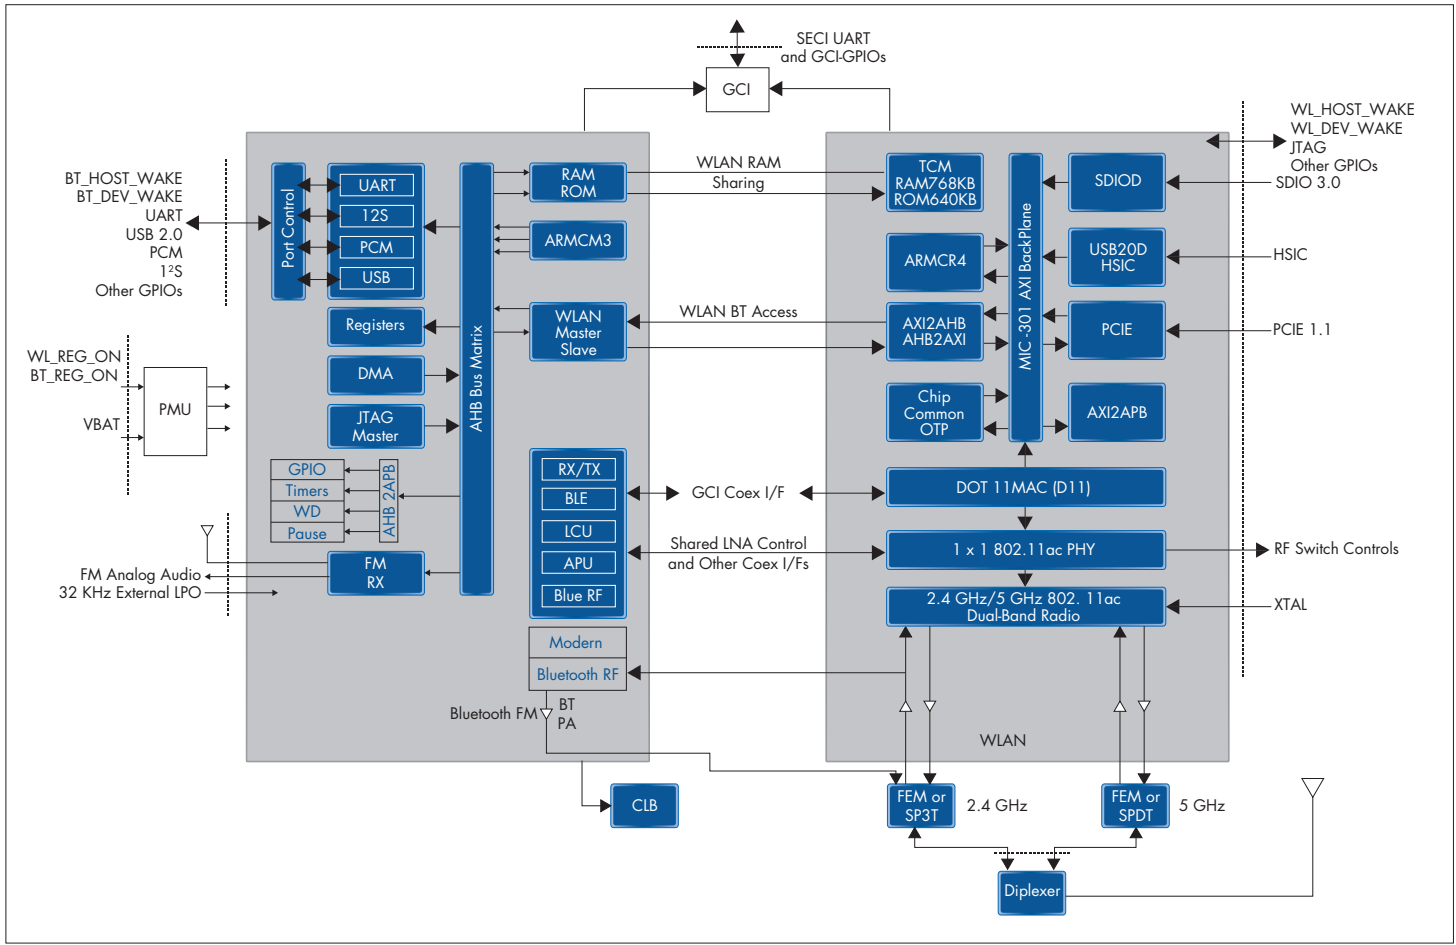 SECI UART
and GCI-GPIOs
GCI
WL_HOST_WAKE
WL_DEV_WAKE
JTAG
Other GPIOs
SDIO 3.0
HSIC
PCIE 1.1
RF Switch Controls
XTAL
BT_HOST_WAKE
BT_DEV_WAKE
UART
USB 2.0
PCM
1²S
Other GPIOs
WL_REG_ON
BT_REG_ON
VBAT
PMU
FM Analog Audio
32 KHz External LPO
Port Control
UART
12S
PCM
USB
Registers
DMA
JTAG
Master
GPIO
Timers
WD
Pause
AHB 2APB
FM
RX
AHB Bus Matrix
RAM
ROM
ARMCM3
WLAN
Master
Slave
RX/TX
BLE
LCU
APU
Blue RF
Modern
Bluetooth RF
Bluetooth FM
BT
PA
CLB
WLAN RAM
Sharing
WLAN BT Access
GCI Coex I/F
Shared LNA Control
and Other Coex I/Fs
TCM
RAM768KB
ROM640KB
ARMCR4
AXI2AHB
AHB2AXI
Chip
Common
OTP
MIC -301 AXI BackPlane
SDIOD
USB20D
HSIC
PCIE
AXI2APB
DOT 11MAC (D11)
1 x 1 802.11ac PHY
2.4 GHz/5 GHz 802. 11ac
Dual-Band Radio
WLAN
FEM or
SP3T
2.4 GHz
FEM or
SPDT
5 GHz
Diplexer